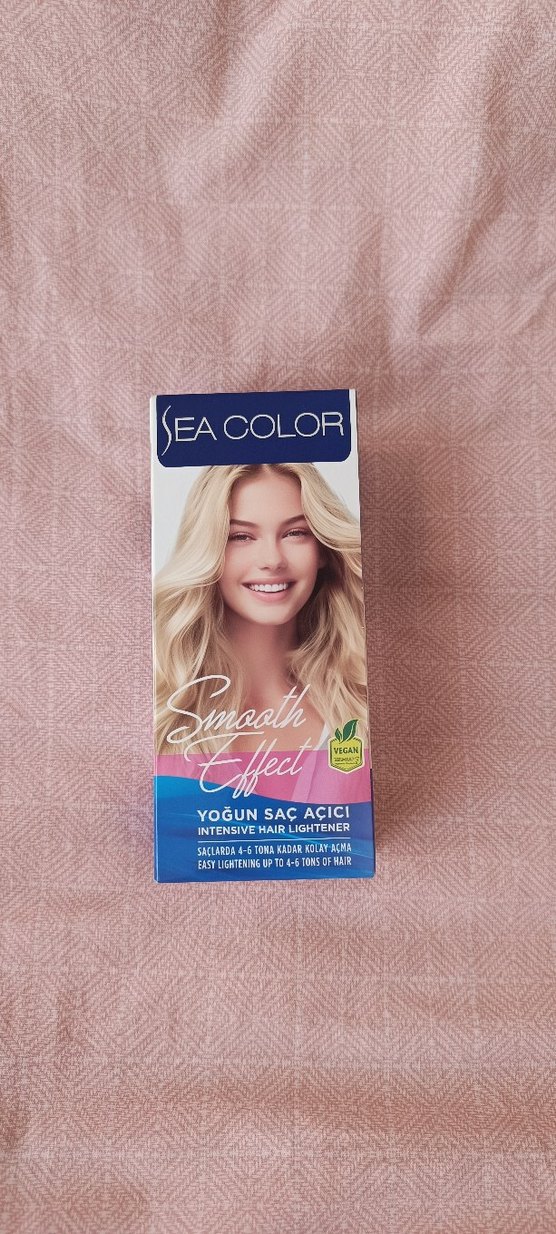 SEA COLOR
Smooth
Effect
VEGAN
YOĞUN SAÇ AÇICI
INTENSIVE HAIR LIGHTENER
SAÇLARDA 4-6 TONA KADAR KOLAY AÇMA
EASY LIGHTENING UP TO 4-6 TONS OF HAIR